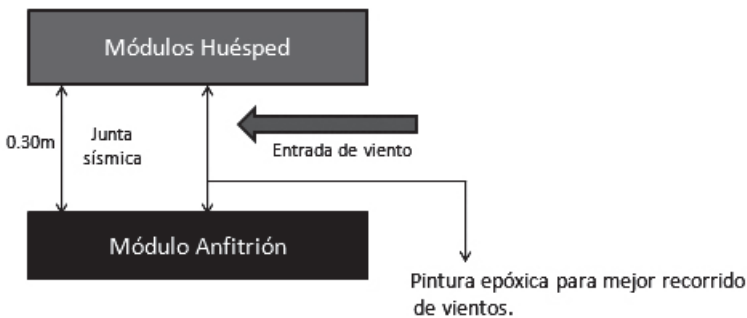 Módulos Huésped
0.30m
Junta
sísmica
Entrada de viento
Módulo Anfitrión
Pintura epóxica para mejor recorrido
de vientos.